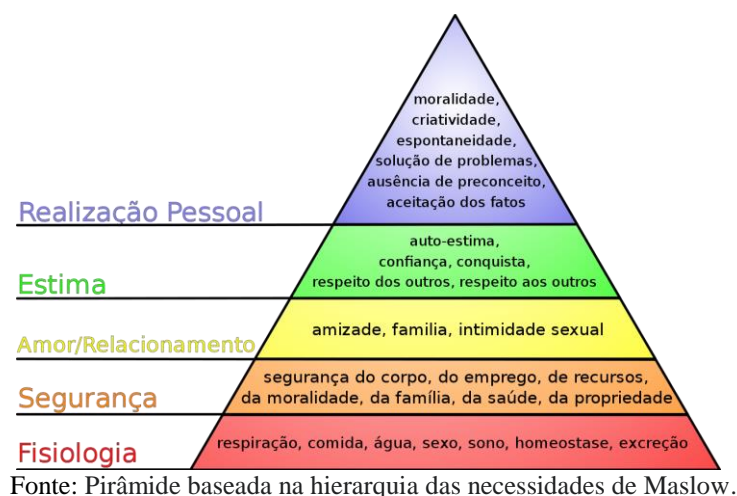 moralidade,
criatividade,
espontaneidade,
solução de problemas,
ausência de preconceito,
aceitação dos fatos
Realização Pessoal
auto-estima,
confiança, conquista,
respeito dos outros, respeito aos outros
Estima
amizade, família, intimidade sexual
Amor/Relacionamento
segurança do corpo, do emprego, de recursos,
da moralidade, da família, da saúde, da propriedade
Segurança
respiração, comida, água, sexo, sono, homeostase, excreção
Fisiologia
Fonte: Pirâmide baseada na hierarquia das necessidades de Maslow.